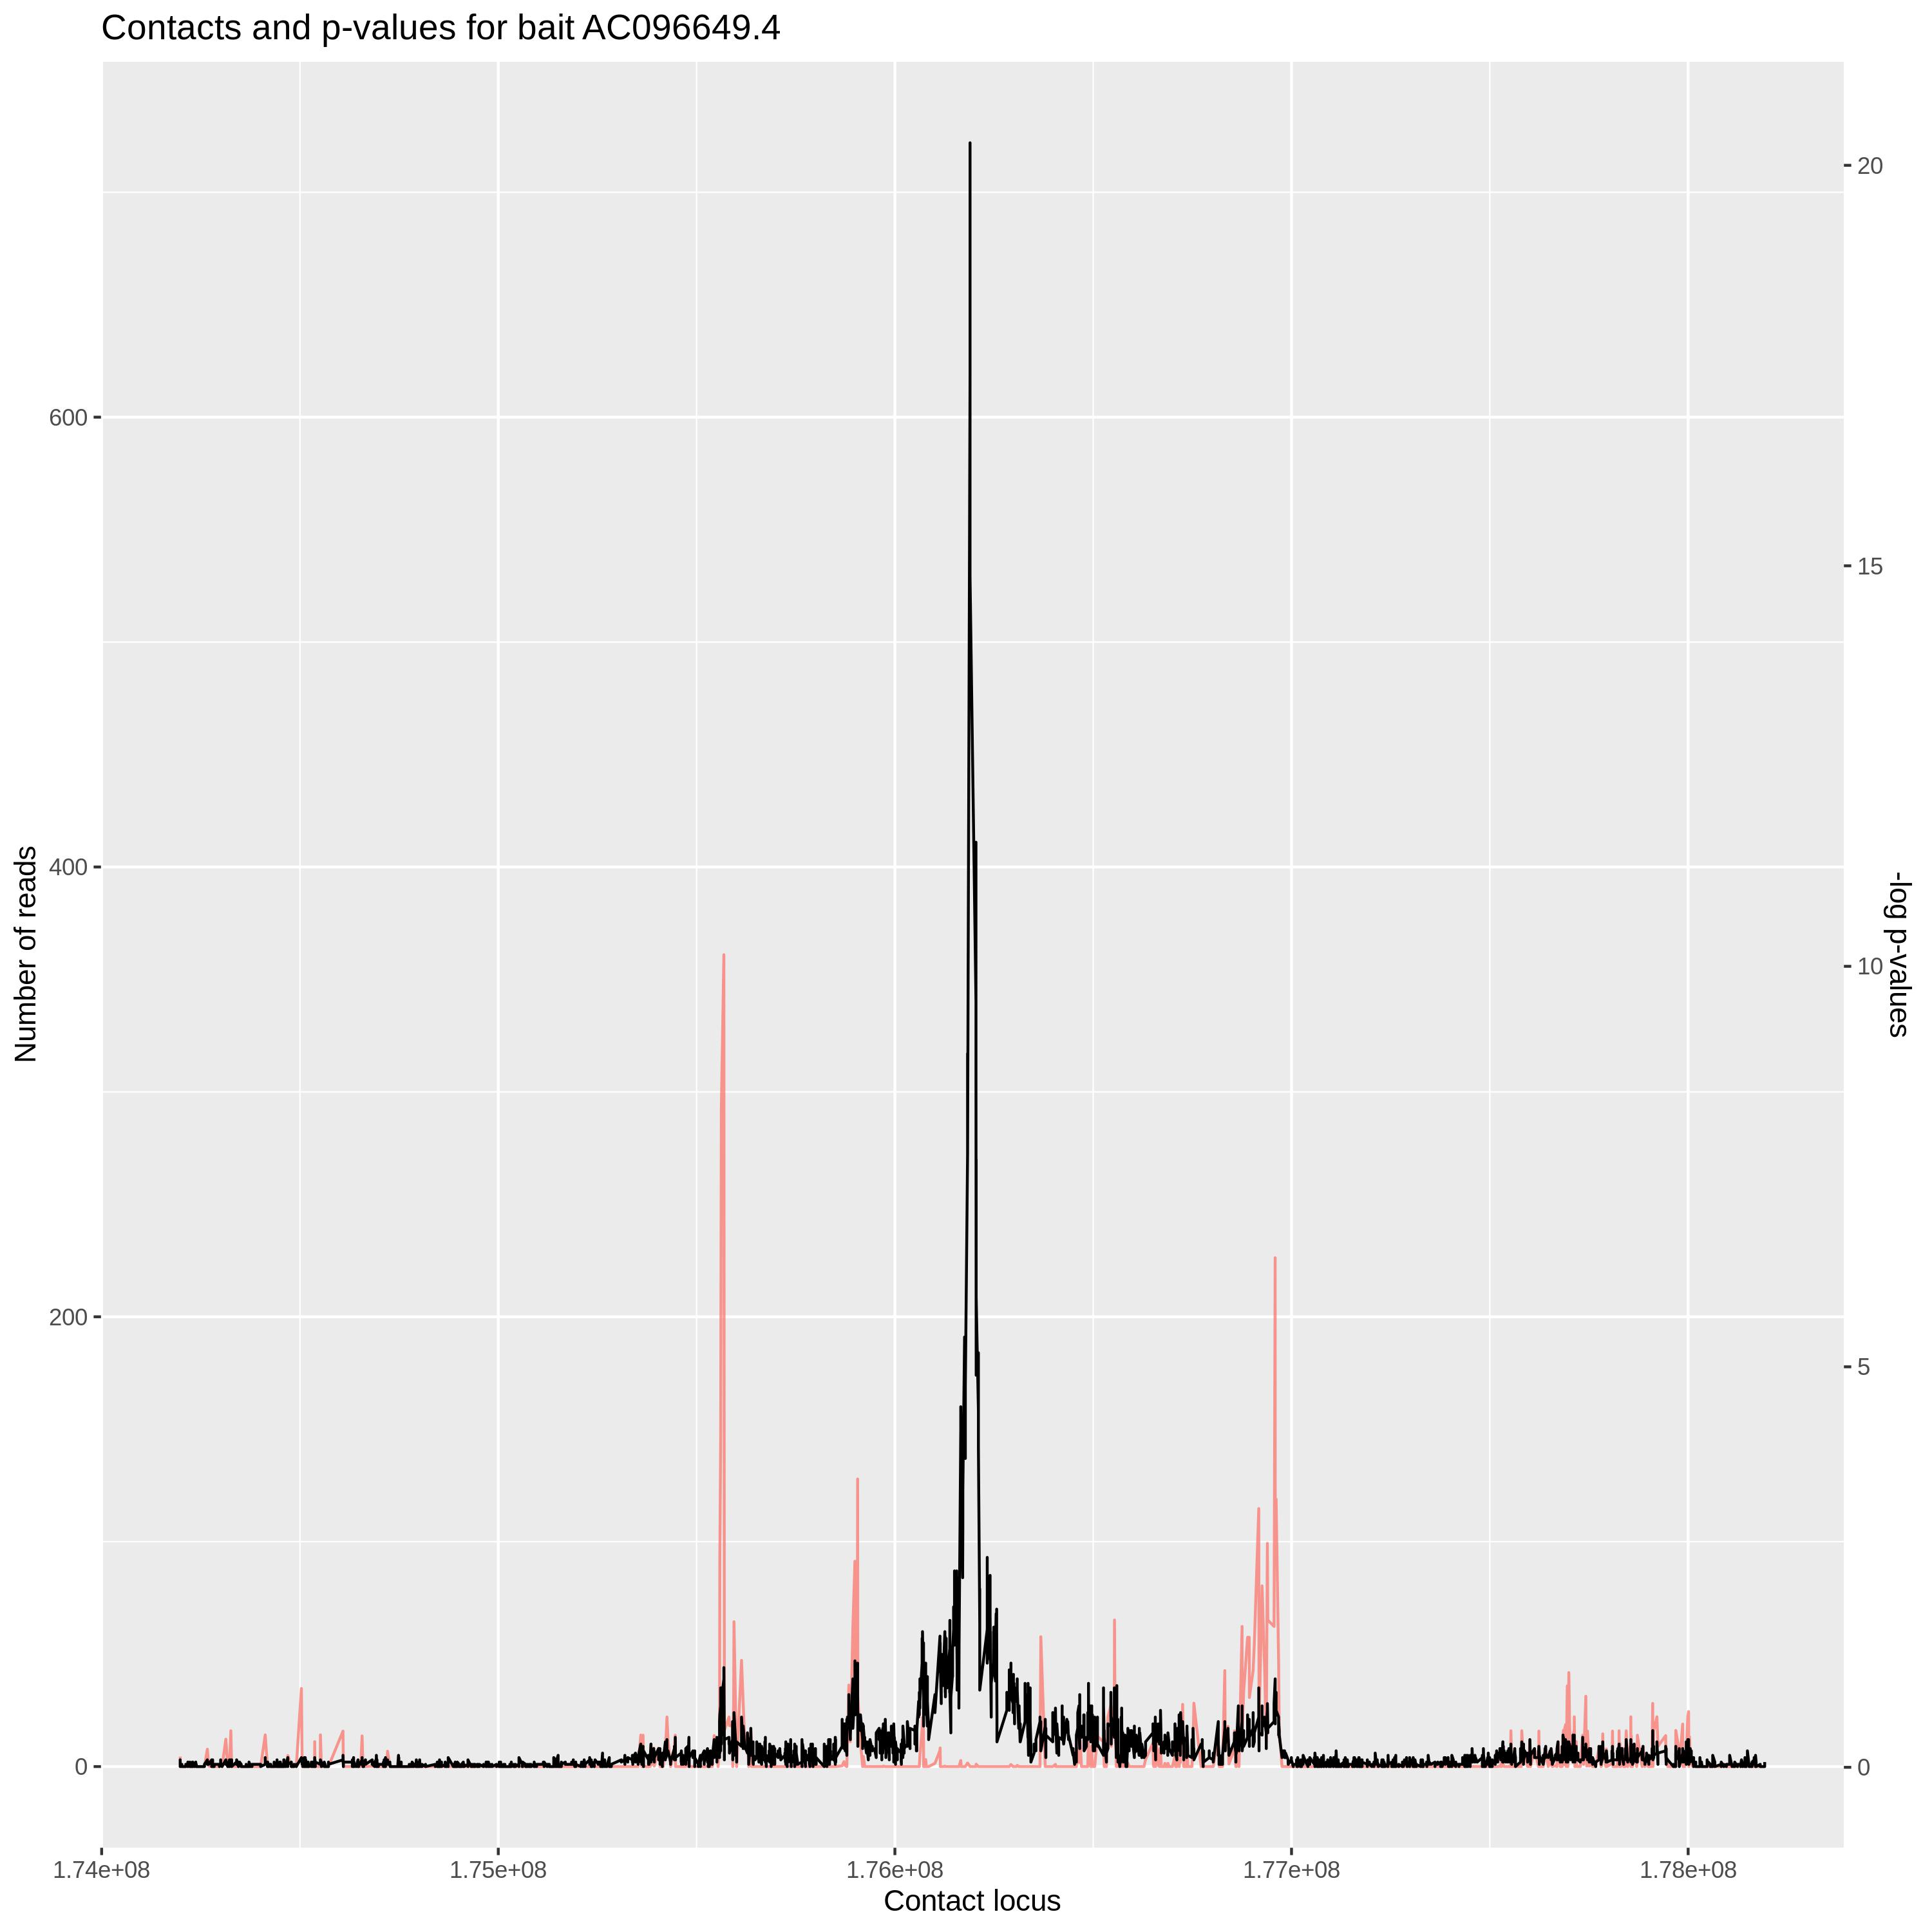 Contacts and p-values for bait AC096649.4
Number of reads
600
400
200
0
20
15
10
5
0
-log p-values
1.74e+08
1.75e+08
1.76e+08
1.77e+08
1.78e+08
Contact locus